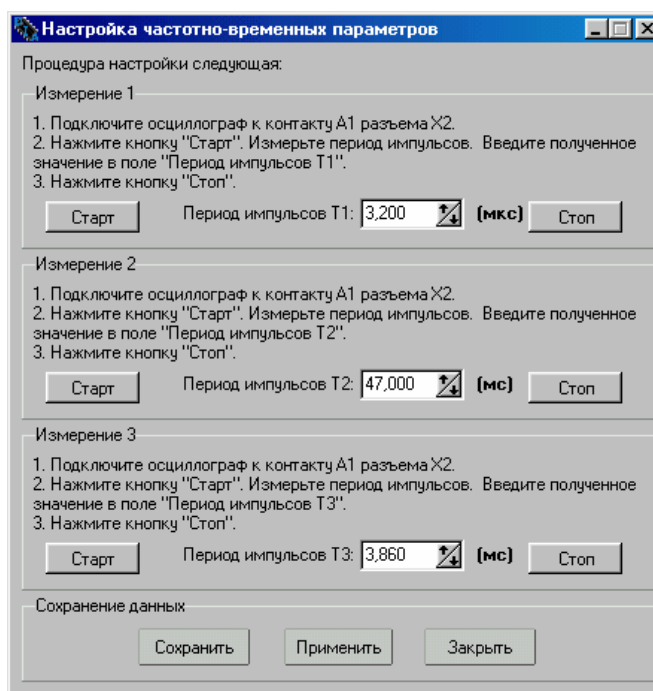 Настройка частотно-временных параметров
Процедура настройки следующая:
Измерение 1
1. Подключите осциллограф к контакту А1 разъема Х2.
2. Нажмите кнопку "Старт". Измерьте период импульсов.  Введите полученное
значение в поле "Период импульсов Т1".
3. Нажмите кнопку "Стоп".
Старт Период импульсов Т1: 3,200 (мкс) Стоп
Измерение 2
1. Подключите осциллограф к контакту А1 разъема Х2.
2. Нажмите кнопку "Старт". Измерьте период импульсов.  Введите полученное
значение в поле "Период импульсов Т2".
3. Нажмите кнопку "Стоп".
Старт Период импульсов Т2: 47,000 (мс) Стоп
Измерение 3
1. Подключите осциллограф к контакту А1 разъема Х2.
2. Нажмите кнопку "Старт". Измерьте период импульсов.  Введите полученное
значение в поле "Период импульсов Т3".
3. Нажмите кнопку "Стоп".
Старт Период импульсов Т3: 3,860 (мс) Стоп
Сохранение данных
Сохранить Применить Закрыть